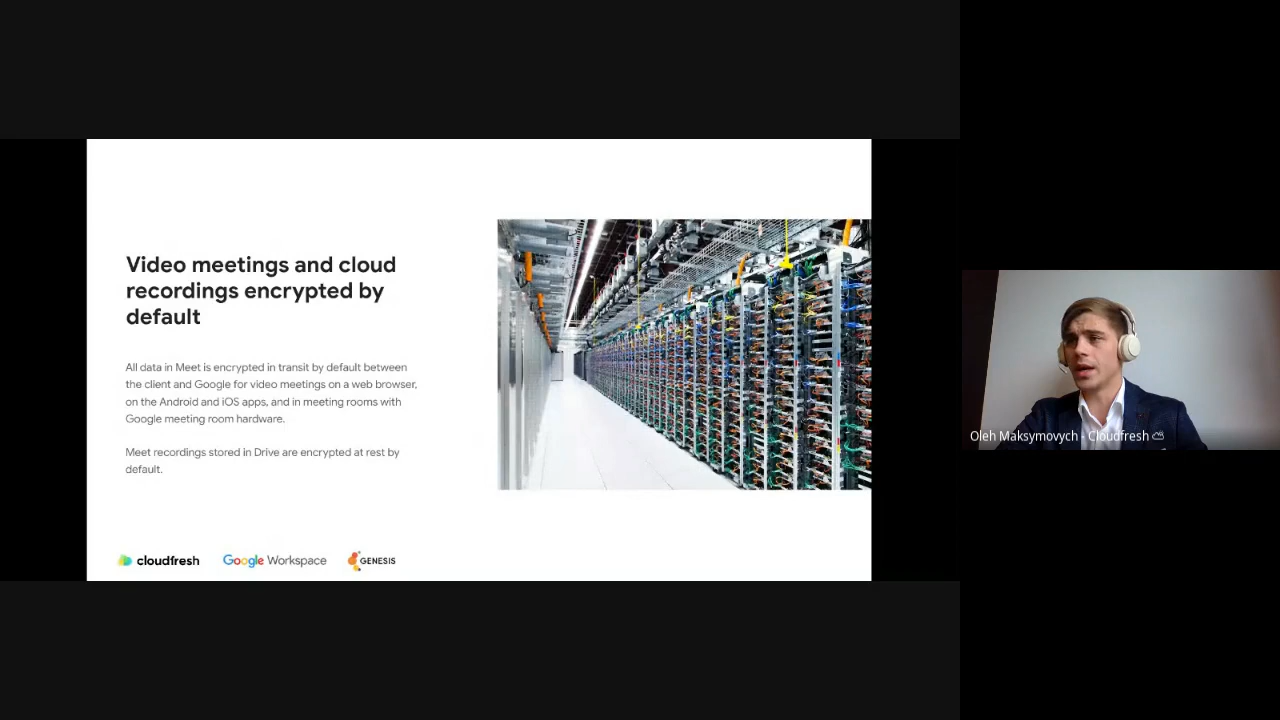 Video meetings and cloud
recordings encrypted by
default
All data in Meet is encrypted in transit by default between
the client and Google for video meetings on a web browser,
on the Android and iOS apps, and in meeting rooms with
Google meeting room hardware.
Meet recordings stored in Drive are encrypted at rest by
default.
cloudfresh
Google Workspace
GENESIS
Oleh Maksymovych - Cloudfresh